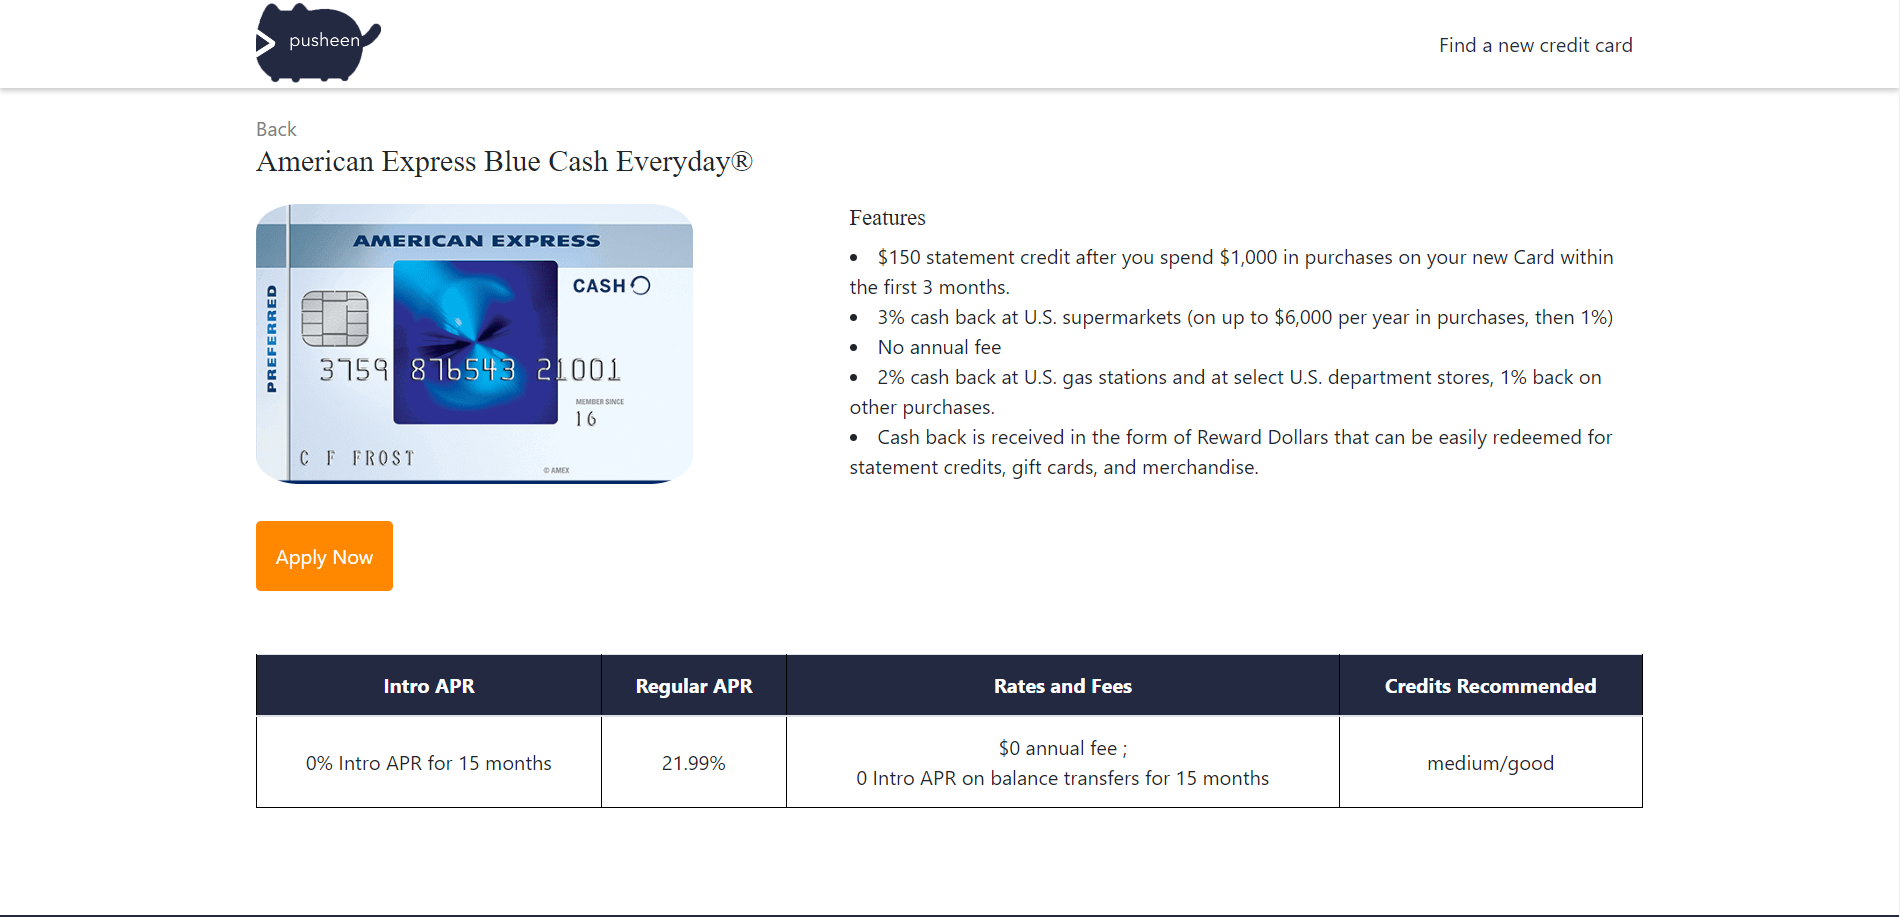 pusheen
Find a new credit card
Back
American Express Blue Cash Everyday®
AMERICAN EXPRESS
CASH
PREFERRED
3759 876543 21001
MEMBER SINCE
16
C F FROST
© AMEX
Features
• $150 statement credit after you spend $1,000 in purchases on your new Card within
the first 3 months.
• 3% cash back at U.S. supermarkets (on up to $6,000 per year in purchases, then 1%)
• No annual fee
• 2% cash back at U.S. gas stations and at select U.S. department stores, 1% back on
other purchases.
• Cash back is received in the form of Reward Dollars that can be easily redeemed for
statement credits, gift cards, and merchandise.
Apply Now
Intro APR
Regular APR
Rates and Fees
Credits Recommended
0% Intro APR for 15 months
21.99%
$0 annual fee ;
0 Intro APR on balance transfers for 15 months
medium/good